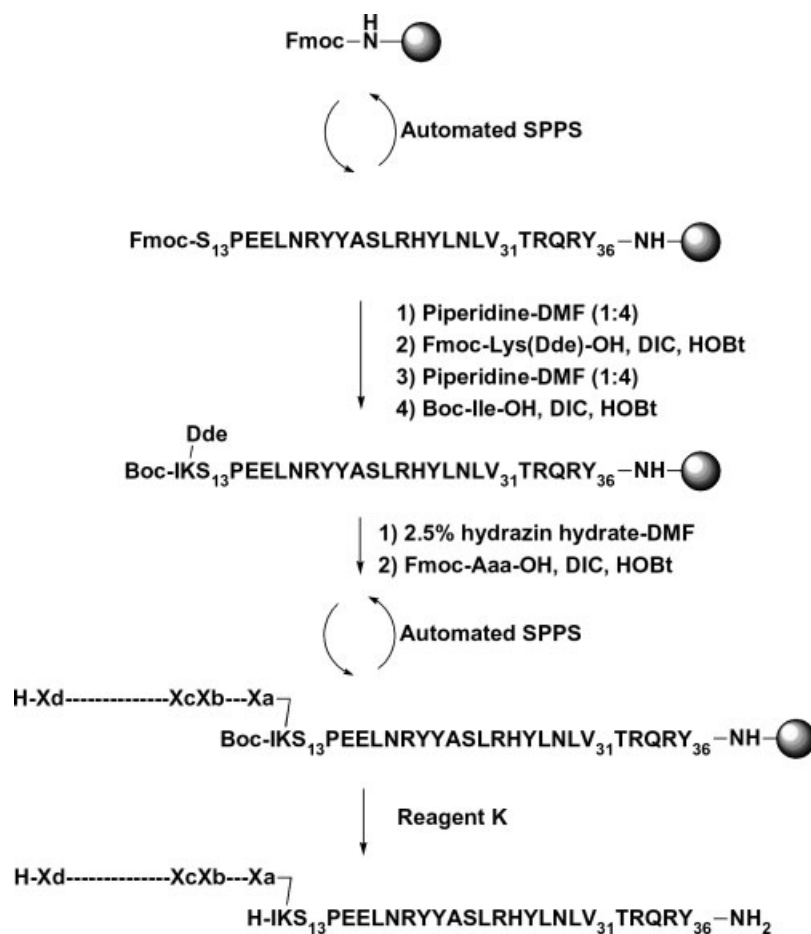 H
Fmoc–N
Automated SPPS
Fmoc-S13PEELNRYYASLRHYLNLV31TRQRY36–NH
1) Piperidine-DMF (1:4)
2) Fmoc-Lys(Dde)-OH, DIC, HOBt
3) Piperidine-DMF (1:4)
4) Boc-Ile-OH, DIC, HOBt
Dde
Boc-IKS13PEELNRYYASLRHYLNLV31TRQRY36–NH
1) 2.5% hydrazin hydrate-DMF
2) Fmoc-Aaa-OH, DIC, HOBt
Automated SPPS
H-Xd--------------XcXb---Xa
Boc-IKS13PEELNRYYASLRHYLNLV31TRQRY36–NH
Reagent K
H-Xd--------------XcXb---Xa
H-IKS13PEELNRYYASLRHYLNLV31TRQRY36–NH2